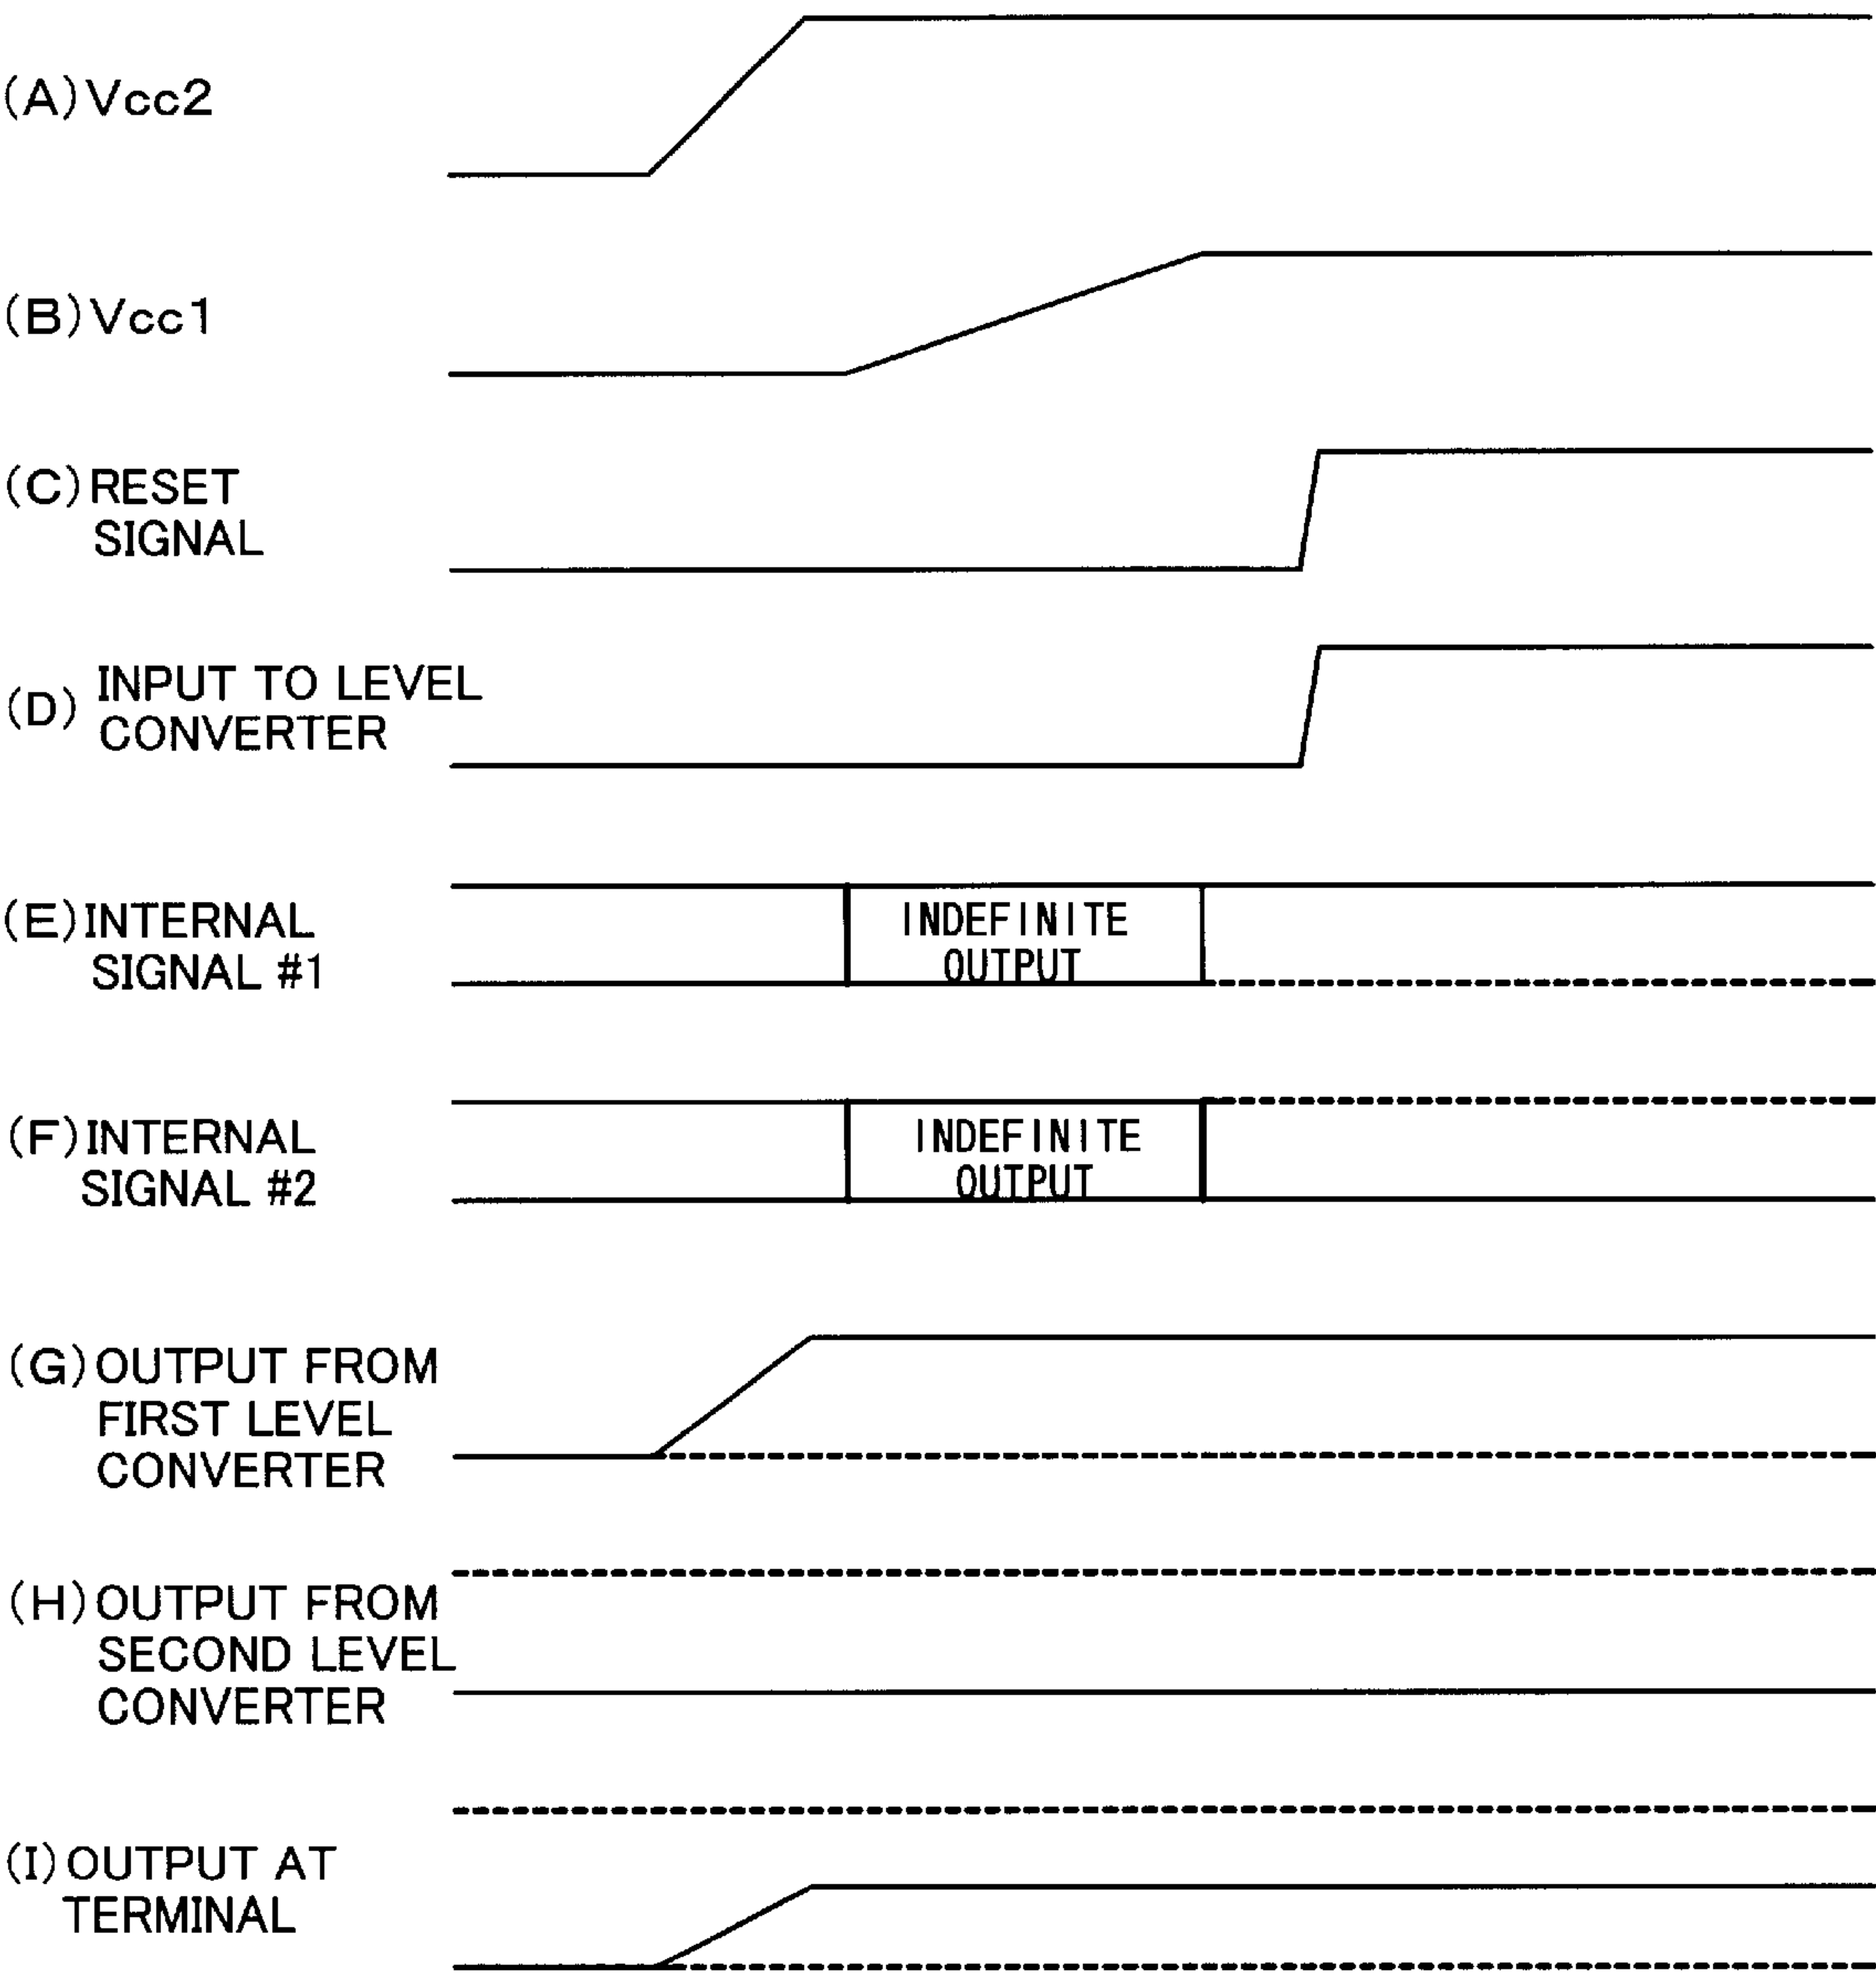 (A) Vcc2
(B) Vcc1
(C) RESET
SIGNAL
(D) INPUT TO LEVEL
CONVERTER
(E) INTERNAL
SIGNAL #1
INDEFINITE
OUTPUT
(F) INTERNAL
SIGNAL #2
INDEFINITE
OUTPUT
(G) OUTPUT FROM
FIRST LEVEL
CONVERTER
(H) OUTPUT FROM
SECOND LEVEL
CONVERTER
(I) OUTPUT AT
TERMINAL